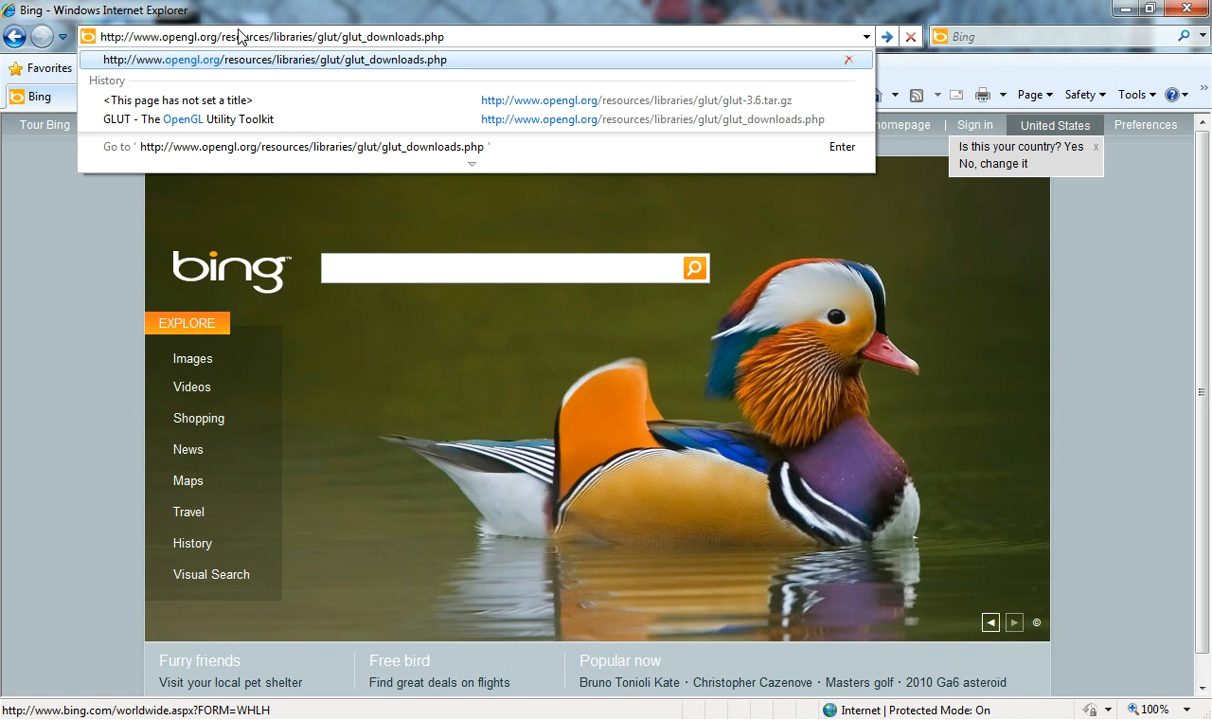 Bing - Windows Internet Explorer
http://www.opengl.org/resources/libraries/glut/glut_downloads.php
Bing
http://www.opengl.org/resources/libraries/glut/glut_downloads.php
Favorites
History
Bing
<This page has not set a title> http://www.opengl.org/resources/libraries/glut/glut-3.6.tar.gz
Page Safety Tools
GLUT - The OpenGL Utility Toolkit http://www.opengl.org/resources/libraries/glut/glut_downloads.php
Tour Bing
omepage | Sign in United States Preferences
Go to ' http://www.opengl.org/resources/libraries/glut/glut_downloads.php ' Enter
Is this your country? Yes x
No, change it
bing™
EXPLORE
Images
Videos
Shopping
News
Maps
Travel
History
Visual Search
©
Furry friends
Visit your local pet shelter
Free bird
Find great deals on flights
Popular now
Bruno Tonioli Kate · Christopher Cazenove · Masters golf · 2010 Ga6 asteroid
http://www.bing.com/worldwide.aspx?FORM=WHLH
Internet | Protected Mode: On
100%